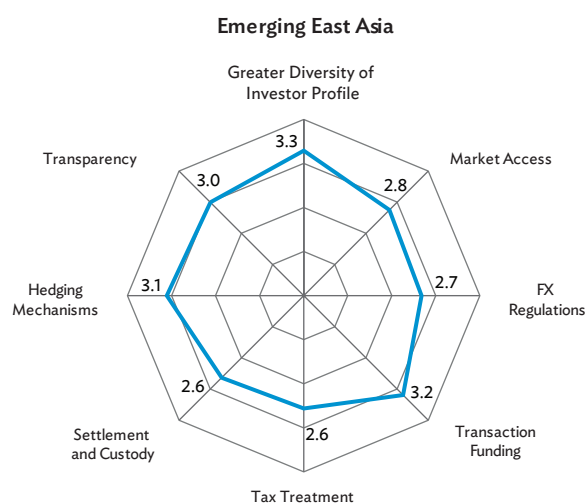 Emerging East Asia
Greater Diversity of
Investor Profile
3.3
Transparency
3.0
2.8
Market Access
Hedging
Mechanisms
3.1
2.7
FX
Regulations
2.6
3.2
Settlement
and Custody
2.6
Transaction
Funding
Tax Treatment